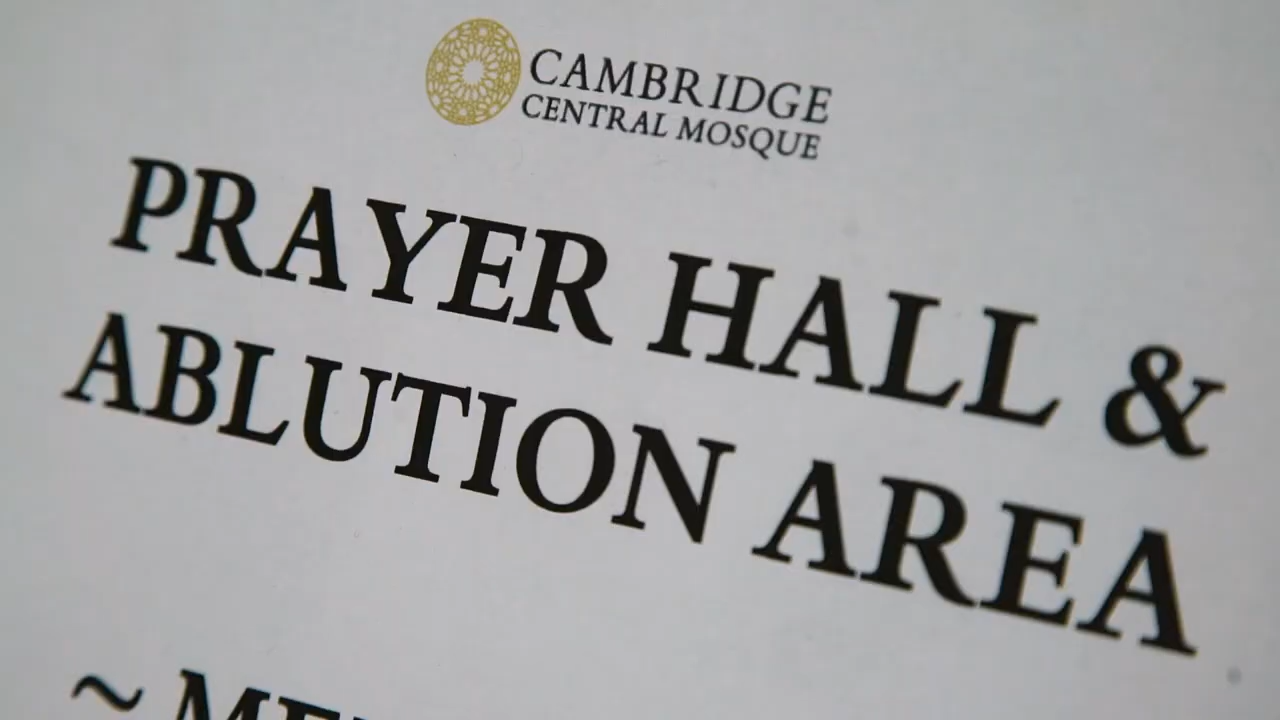 CAMBRIDGE
CENTRAL MOSQUE
PRAYER HALL &
ABLUTION AREA
~